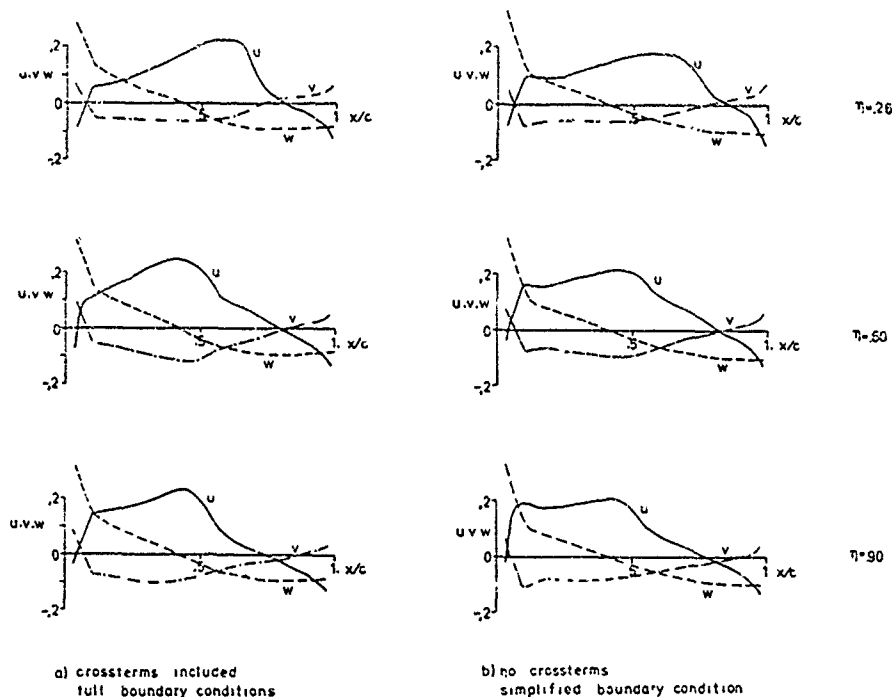 ,2
u.v.w
0
-,2
u
v
w
.5
1. x/c
,2
u.v.w
0
-,2
u
v
w
.5
1. x/c
η=.26
,2
u.v.w
0
-,2
u
v
w
.5
1. x/c
,2
u.v.w
0
-,2
u
v
w
.5
1. x/c
η=.60
,2
u.v.w
0
-,2
u
v
w
.5
1. x/c
,2
u v w
0
-,2
u
v
w
.5
1 x/c
η=.90
a) crossterms included
full boundary conditions
b) no crossterms
simplified boundary condition